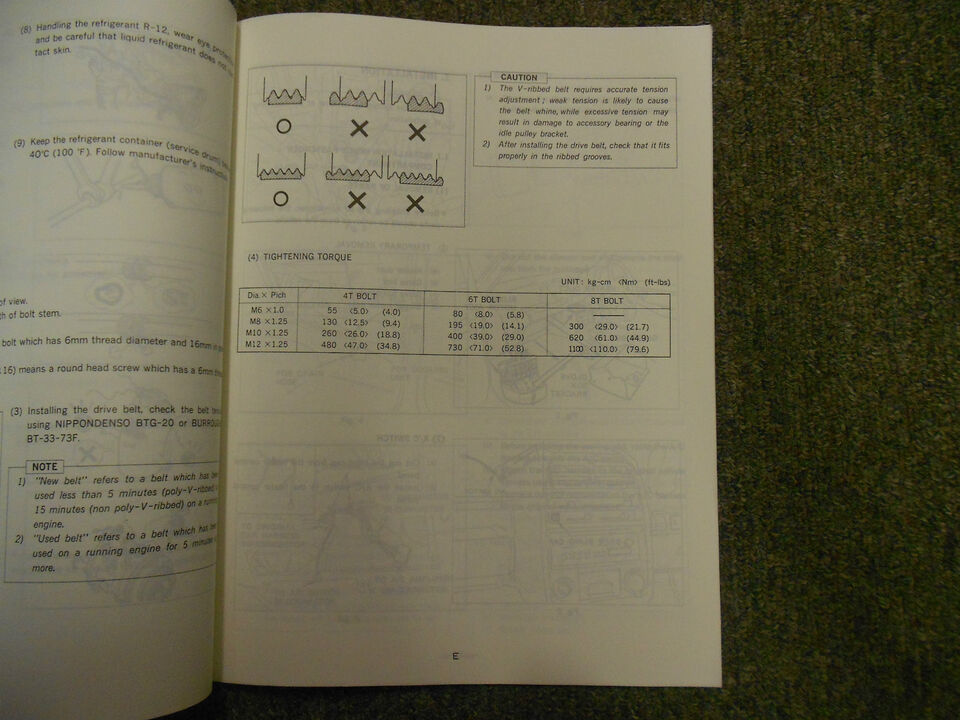 (8) Handling the refrigerant R-12, wear eye
and be careful that liquid refrigerant does not
tact skin.
(9) Keep the refrigerant container (service
40°C (100 °F). Follow manufacturer's
of view.
of bolt stem.
bolt which has 6mm thread diameter and 16mm
16) means a round head screw which has a 6mm
(3) Installing the drive belt, check the belt
using NIPPONDENSO BTG-20 or
BT-33-73F.
NOTE
1) "New belt" refers to a belt which has
used less than 5 minutes (poly-V-ribbed)
15 minutes (non poly-V-ribbed) on a
engine.
2) "Used belt" refers to a belt which has
used on a running engine for 5 minutes
more.
CAUTION
1) The V-ribbed belt requires accurate tension
adjustment; weak tension is likely to cause
the belt whine, while excessive tension may
result in damage to accessory bearing or the
idle pulley bracket.
2) After installing the drive belt, check that it fits
properly in the ribbed grooves.
(4) TIGHTENING TORQUE
UNIT: kg-cm <Nm> (ft-lbs)
Dia.× Pich 4T BOLT 6T BOLT 8T BOLT
M6 ×1.0 55 <5.0> (4.0) 80 <8.0> (5.8) ———
M8 ×1.25 130 <12.5> (9.4) 195 <19.0> (14.1) 300 <29.0> (21.7)
M10 ×1.25 260 <26.0> (18.8) 400 <39.0> (29.0) 620 <61.0> (44.9)
M12 ×1.25 480 <47.0> (34.8) 730 <71.0> (52.8) 1100 <110.0> (79.6)
E